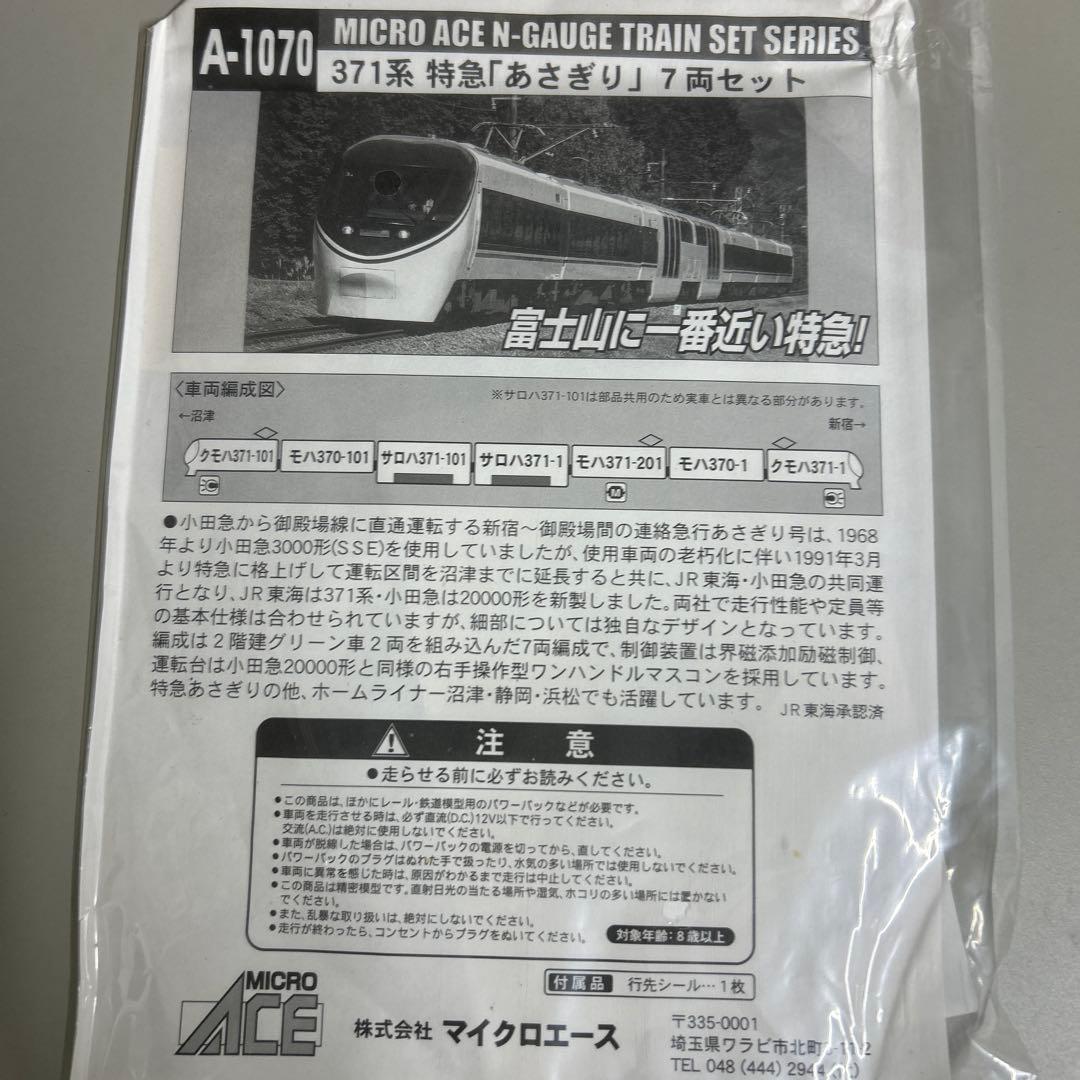 A-1070
MICRO ACE N-GAUGE TRAIN SET SERIES
371系 特急「あさぎり」7両セット
富士山に一番近い特急!
〈車両編成図〉
※サロハ371-101は部品共用のため実車とは異なる部分があります。
←沼津
新宿→
クモハ371-101 モハ370-101 サロハ371-101 サロハ371-1 モハ371-201 モハ370-1 クモハ371-1
M
●小田急から御殿場線に直通運転する新宿～御殿場間の連絡急行あさぎり号は、1968
年より小田急3000形(SSE)を使用していましたが、使用車両の老朽化に伴い1991年3月
より特急に格上げして運転区間を沼津までに延長すると共に、JR東海・小田急の共同運
行となり、JR東海は371系・小田急は20000形を新製しました。両社で走行性能や定員等
の基本仕様は合わせられていますが、細部については独自なデザインとなっています。
編成は2階建グリーン車2両を組み込んだ7両編成で、制御装置は界磁添加励磁制御、
運転台は小田急20000形と同様の右手操作型ワンハンドルマスコンを採用しています。
特急あさぎりの他、ホームライナー沼津・静岡・浜松でも活躍しています。
JR東海承認済
注意
●走らせる前に必ずお読みください。
●この商品は、ほかにレール・鉄道模型用のパワーパックなどが必要です。
●車両を走行させる時は、必ず直流(D.C.)12V以下で行ってください。
交流(A.C.)は絶対に使用しないでください。
●車両が脱線した場合は、パワーパックの電源を切ってから、直してください。
●パワーパックのプラグはぬれた手で扱ったり、水気の多い場所では使用しないでください。
●車両に異常を感じた時は、原因がわかるまで走行は中止してください。
●この商品は精密模型です。直射日光の当たる場所や湿気、ホコリの多い場所には置かない
でください。
●また、乱暴な取り扱いは、絶対にしないでください。
●走行が終わったら、コンセントからプラグをぬいてください。
対象年齢:8歳以上
付属品 行先シール…1枚
MICRO
ACE
株式会社 マイクロエース
〒335-0001
埼玉県ワラビ市北町
TEL 048 (444)